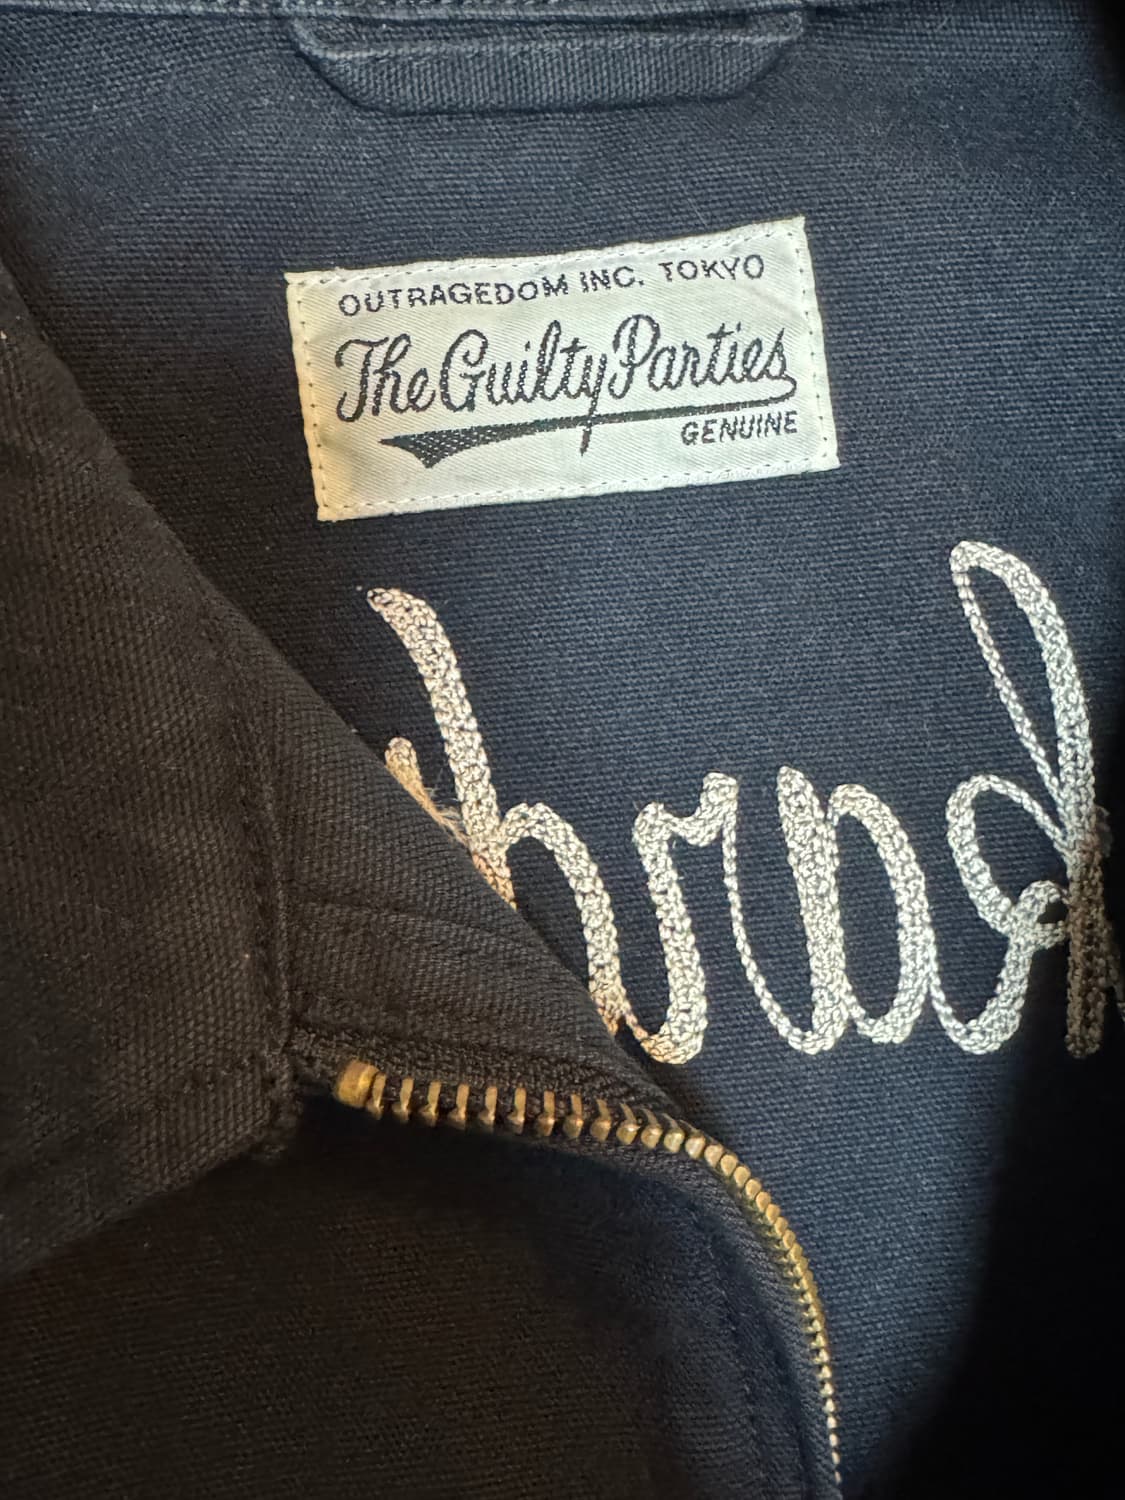 OUTRAGEDOM INC. TOKYO
The Guilty Parties
GENUINE